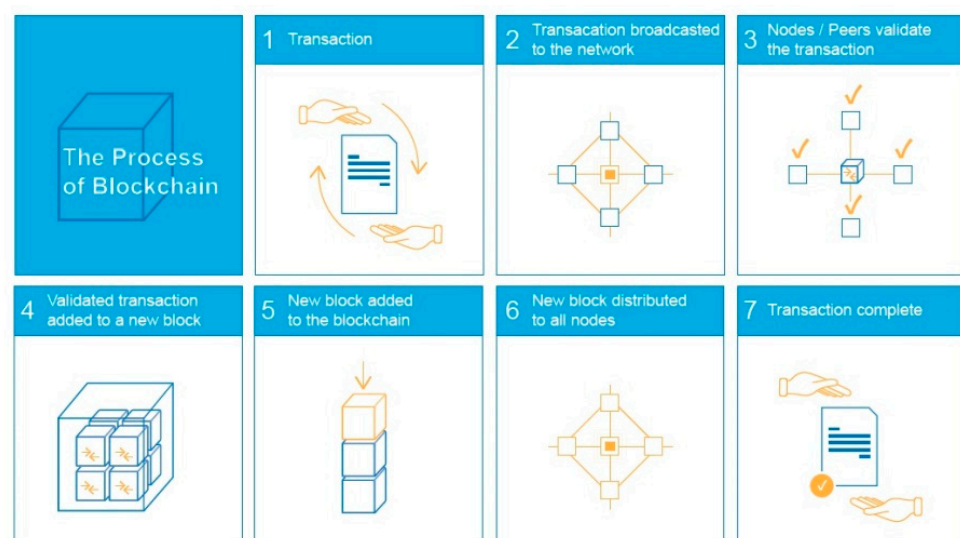 The Process
of Blockchain
1 Transaction
2 Transacation broadcasted
to the network
3 Nodes / Peers validate
the transaction
4 Validated transaction
added to a new block
5 New block added
to the blockchain
6 New block distributed
to all nodes
7 Transaction complete